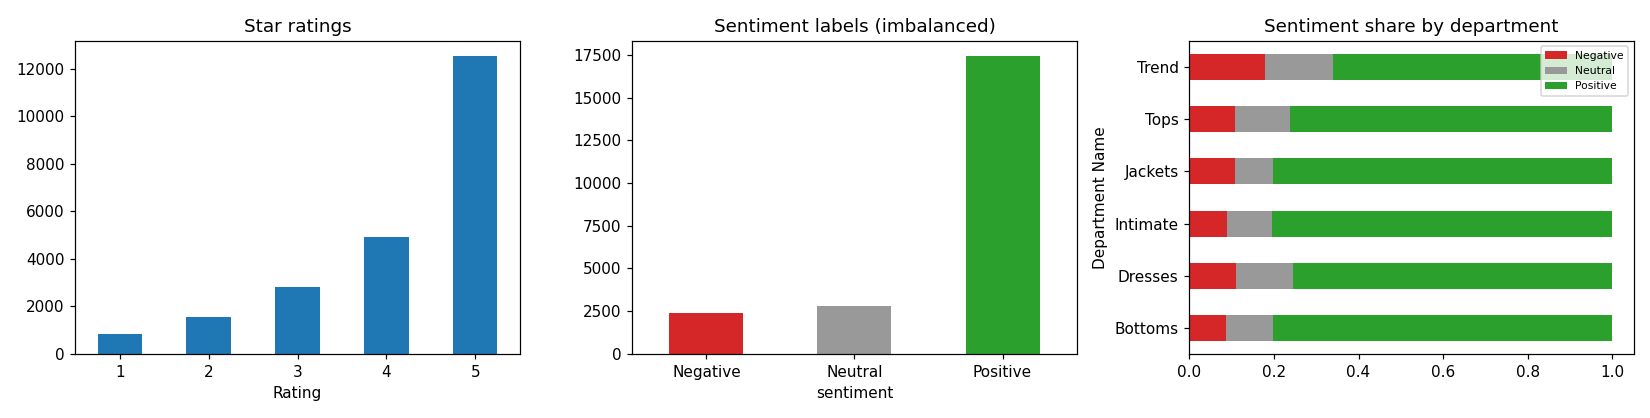 Star ratings
12000
10000
8000
6000
4000
2000
0
1 2 3 4 5
Rating
Sentiment labels (imbalanced)
17500
15000
12500
10000
7500
5000
2500
0
Negative Neutral Positive
sentiment
Sentiment share by department
Negative
Neutral
Positive
Department Name
Trend
Tops
Jackets
Intimate
Dresses
Bottoms
0.0 0.2 0.4 0.6 0.8 1.0